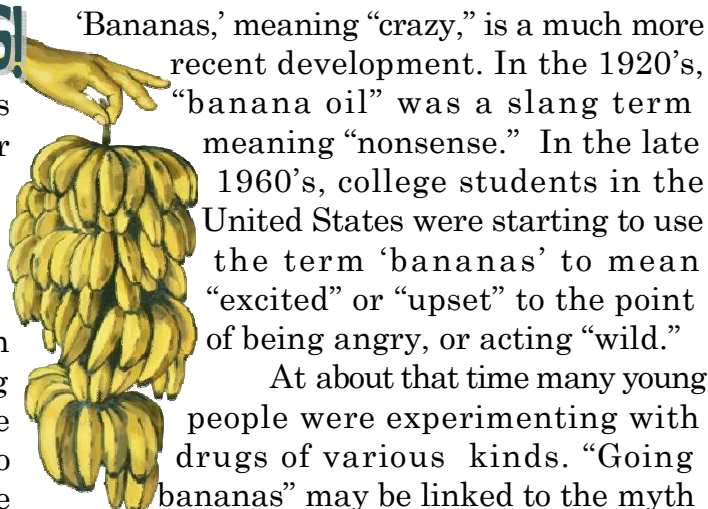 ‘Bananas,’ meaning “crazy,” is a much more
recent development. In the 1920’s,
“banana oil” was a slang term
meaning “nonsense.” In the late
1960’s, college students in the
United States were starting to use
the term ‘bananas’ to mean
“excited” or “upset” to the point
of being angry, or acting “wild.”
At about that time many young
people were experimenting with
drugs of various kinds. “Going
bananas” may be linked to the myth